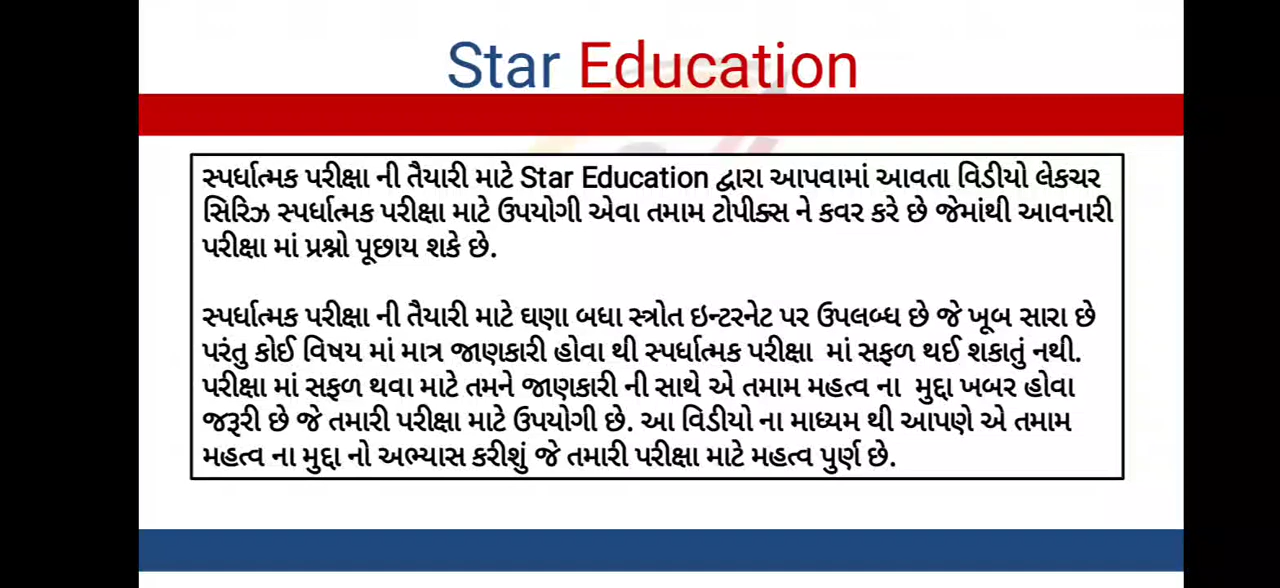 Star Education
સ્પર્ધાત્મક પરીક્ષા ની તૈયારી માટે Star Education દ્વારા આપવામાં આવતા વિડીયો લેકચર
સિરિઝ સ્પર્ધાત્મક પરીક્ષા માટે ઉપયોગી એવા તમામ ટોપીક્સ ને કવર કરે છે જેમાંથી આવનારી
પરીક્ષા માં પ્રશ્નો પૂછાય શકે છે.
સ્પર્ધાત્મક પરીક્ષા ની તૈયારી માટે ઘણા બધા સ્ત્રોત ઇન્ટરનેટ પર ઉપલબ્ધ છે જે ખૂબ સારા છે
પરંતુ કોઈ વિષય માં માત્ર જાણકારી હોવા થી સ્પર્ધાત્મક પરીક્ષા માં સફળ થઈ શકાતું નથી.
પરીક્ષા માં સફળ થવા માટે તમને જાણકારી ની સાથે એ તમામ મહત્વ ના મુદ્દા ખબર હોવા
જરૂરી છે જે તમારી પરીક્ષા માટે ઉપયોગી છે. આ વિડીયો ના માધ્યમ થી આપણે એ તમામ
મહત્વ ના મુદ્દા નો અભ્યાસ કરીશું જે તમારી પરીક્ષા માટે મહત્વ પુર્ણ છે.